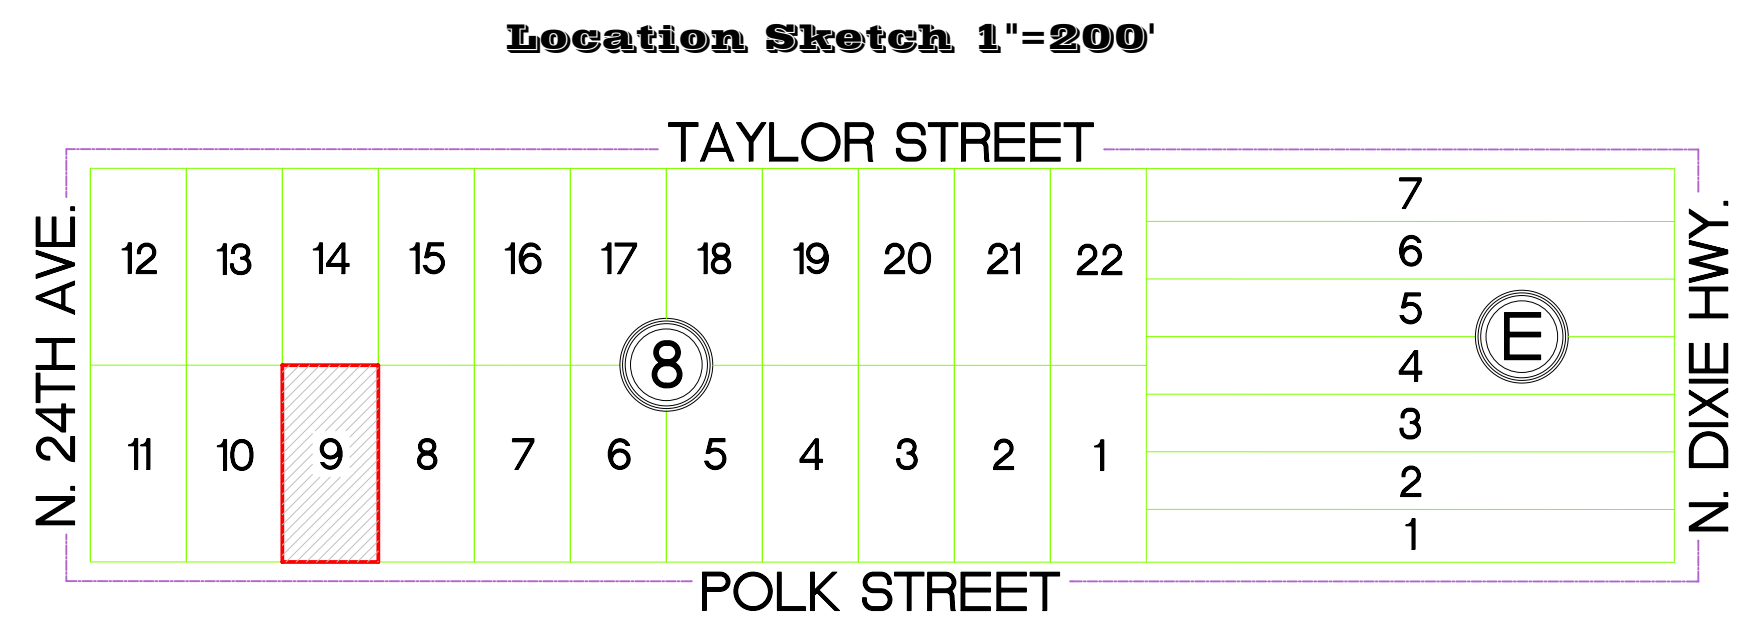 Location Sketch 1"=200'
TAYLOR STREET
N. 24TH AVE.
12 13 14 15 16 17 18 19 20 21 22
11 10 9 8 7 6 5 4 3 2 1
8
7
6
5
4
3
2
1
E
N. DIXIE HWY.
POLK STREET